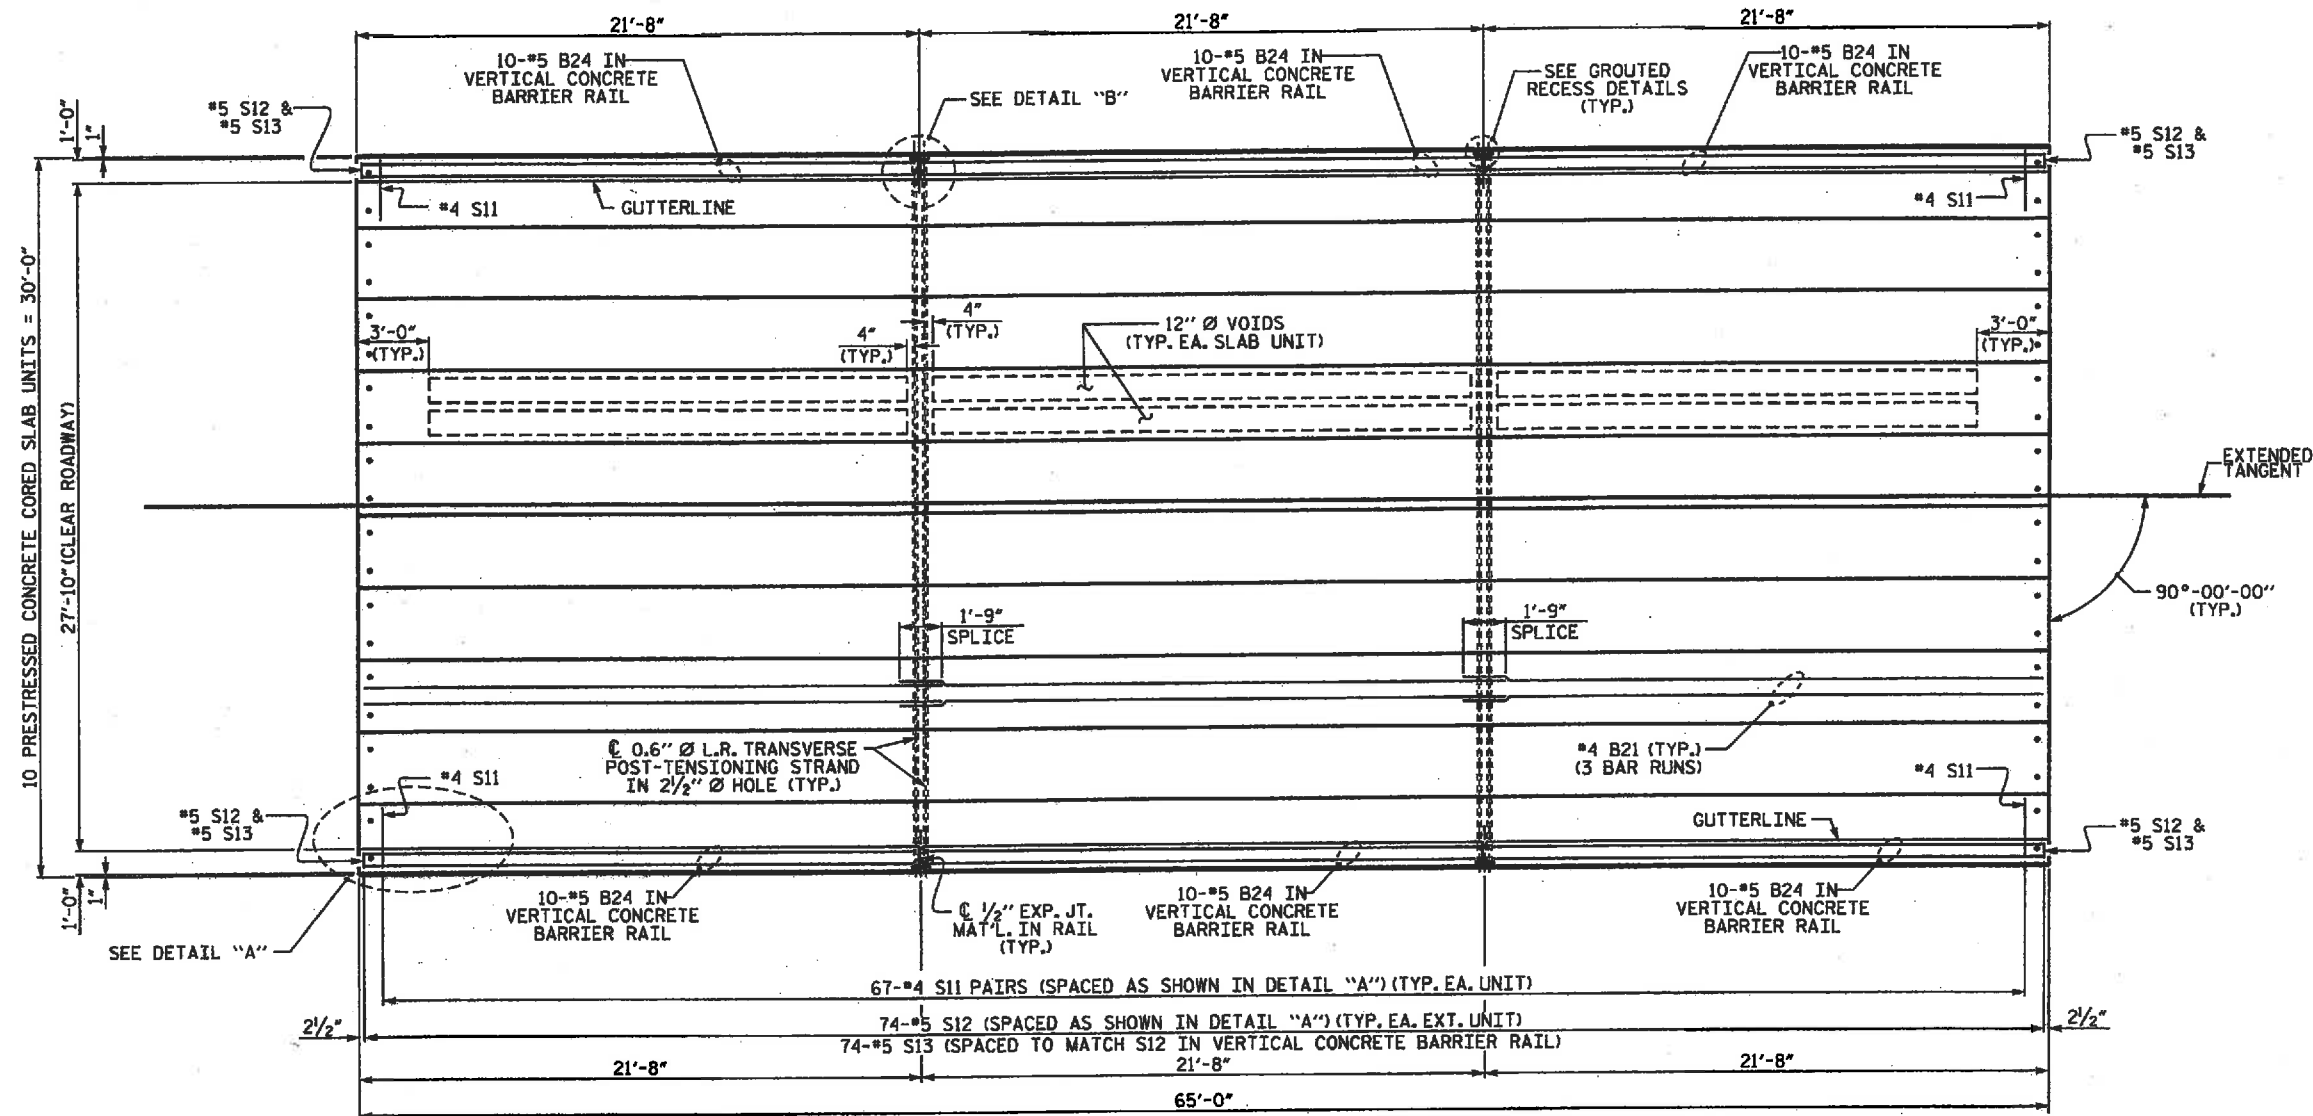 21'-8"
21'-8"
21'-8"
10-#5 B24 IN
VERTICAL CONCRETE
BARRIER RAIL
10-#5 B24 IN
VERTICAL CONCRETE
BARRIER RAIL
SEE GROUTED
RECESS DETAILS
(TYP.)
10-#5 B24 IN
VERTICAL CONCRETE
BARRIER RAIL
#5 S12 &
#5 S13
SEE DETAIL "B"
1'-0"
1"
#5 S12 &
#5 S13
#4 S11
GUTTERLINE
#4 S11
10 PRESTRESSED CONCRETE CORED SLAB UNITS = 30'-0"
27'-10" (CLEAR ROADWAY)
3'-0"
(TYP.)
4"
(TYP.)
4"
(TYP.)
12" Ø VOIDS
(TYP. EA. SLAB UNIT)
3'-0"
(TYP.)
EXTENDED
TANGENT
90°-00'-00"
(TYP.)
1'-9"
SPLICE
1'-9"
SPLICE
℄ 0.6" Ø L.R. TRANSVERSE
POST-TENSIONING STRAND
IN 2½" Ø HOLE (TYP.)
#4 B21 (TYP.)
(3 BAR RUNS)
#4 S11
#4 S11
#5 S12 &
#5 S13
GUTTERLINE
#5 S12 &
#5 S13
1'-0"
1"
SEE DETAIL "A"
10-#5 B24 IN
VERTICAL CONCRETE
BARRIER RAIL
℄ ½" EXP. JT.
MAT'L. IN RAIL
(TYP.)
10-#5 B24 IN
VERTICAL CONCRETE
BARRIER RAIL
10-#5 B24 IN
VERTICAL CONCRETE
BARRIER RAIL
67-#4 S11 PAIRS (SPACED AS SHOWN IN DETAIL "A") (TYP. EA. UNIT)
2½"
74-#5 S12 (SPACED AS SHOWN IN DETAIL "A") (TYP. EA. EXT. UNIT)
2½"
74-#5 S13 (SPACED TO MATCH S12 IN VERTICAL CONCRETE BARRIER RAIL)
21'-8"
21'-8"
21'-8"
65'-0"